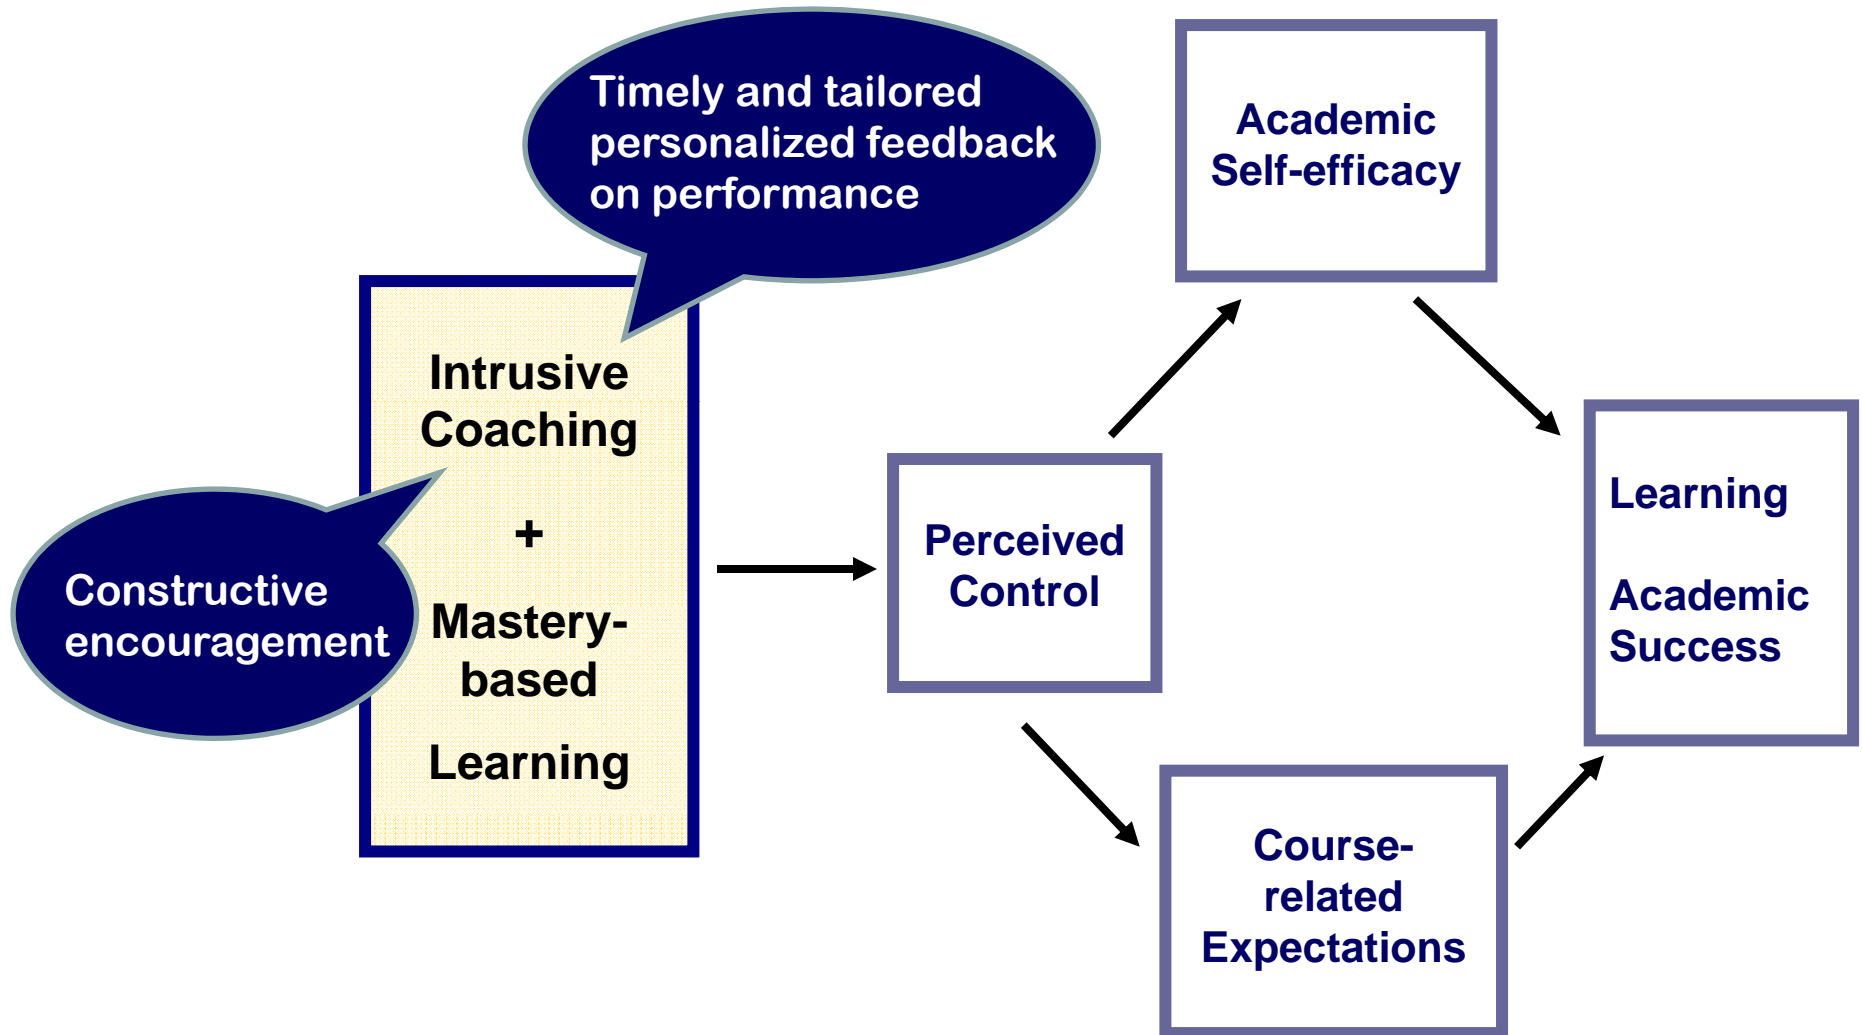 Timely and tailored
personalized feedback
on performance
Academic
Self-efficacy
Intrusive
Coaching
+
Mastery-
based
Learning
Constructive
encouragement
Perceived
Control
Learning
Academic
Success
Course-
related
Expectations